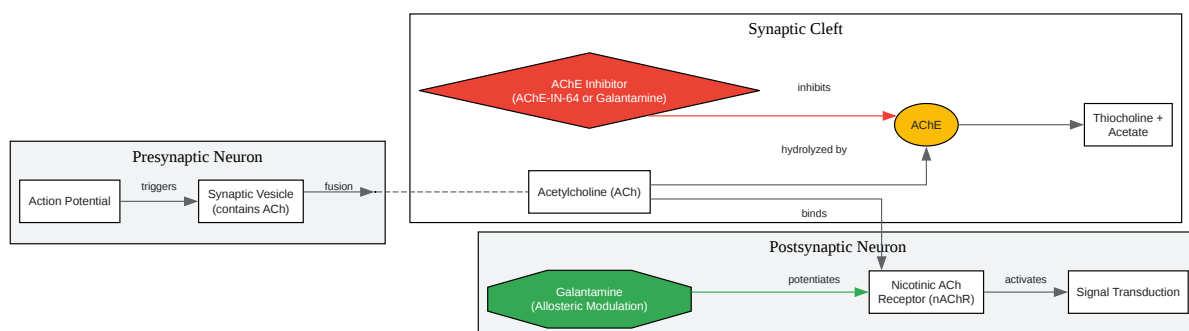 Synaptic Cleft
AChE Inhibitor
(AChE-IN-64 or Galantamine)
inhibits
AChE
Thiocholine +
Acetate
hydrolyzed by
Presynaptic Neuron
Action Potential
triggers
Synaptic Vesicle
(contains ACh)
fusion
Acetylcholine (ACh)
binds
Postsynaptic Neuron
Galantamine
(Allosteric Modulation)
potentiates
Nicotinic ACh
Receptor (nAChR)
activates
Signal Transduction